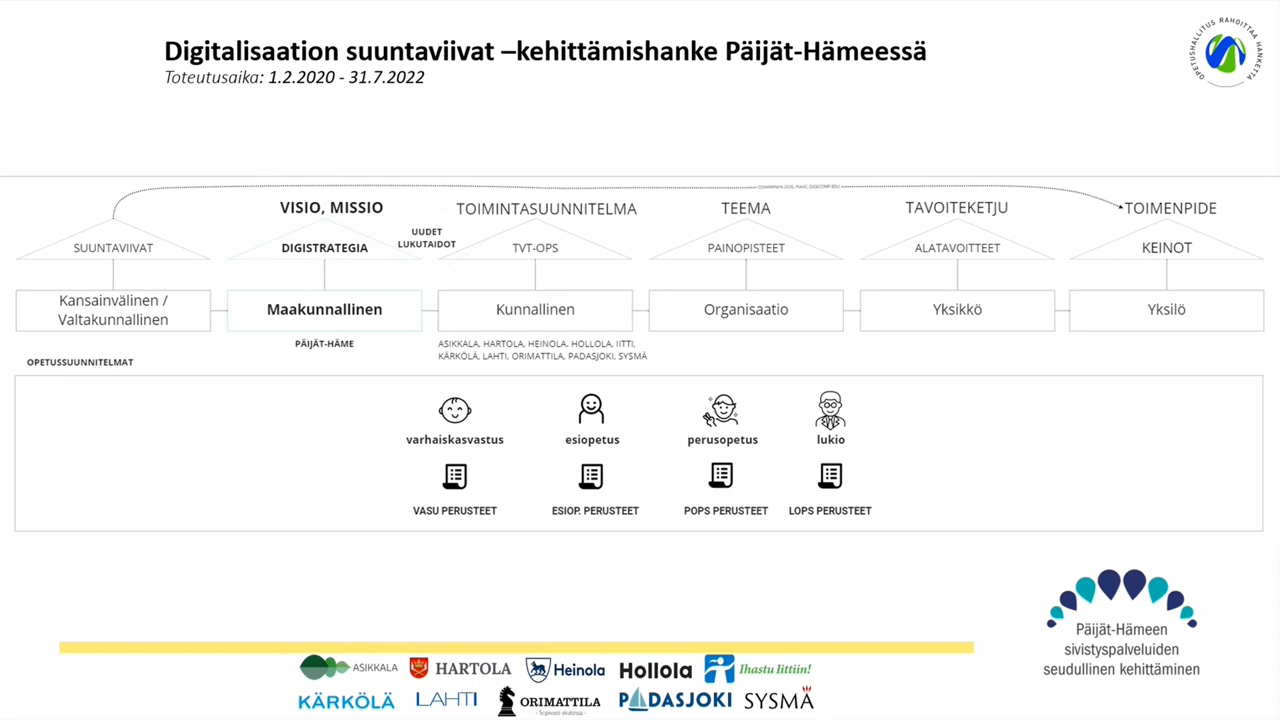 Digitalisaation suuntaviivat –kehittämishanke Päijät-Hämeessä
Toteutusaika: 1.2.2020 - 31.7.2022
OPETUSHALLITUS RAHOITTAA HANKETTA
VISIO, MISSIO
TOIMINTASUUNNITELMA
TEEMA
TAVOITEKETJU
TOIMENPIDE
UUDET
LUKUTAIDOT
SUUNTAVIIVAT
DIGISTRATEGIA
TVT-OPS
PAINOPISTEET
ALATAVOITTEET
KEINOT
Kansainvälinen /
Valtakunnallinen
Maakunnallinen
Kunnallinen
Organisaatio
Yksikkö
Yksilö
PÄIJÄT-HÄME
ASIKKALA, HARTOLA, HEINOLA, HOLLOLA, IITTI,
KÄRKÖLÄ, LAHTI, ORIMATTILA, PADASJOKI, SYSMÄ
OPETUSSUUNNITELMAT
varhaiskasvastus
esiopetus
perusopetus
lukio
VASU PERUSTEET
ESIOP. PERUSTEET
POPS PERUSTEET
LOPS PERUSTEET
Päijät-Hämeen
sivistyspalveluiden
seudullinen kehittäminen
ASIKKALA
HARTOLA
Heinola
Hollola
Ihastu Iittiin!
KÄRKÖLÄ
LAHTI
ORIMATTILA
PADASJOKI
SYSMÄ